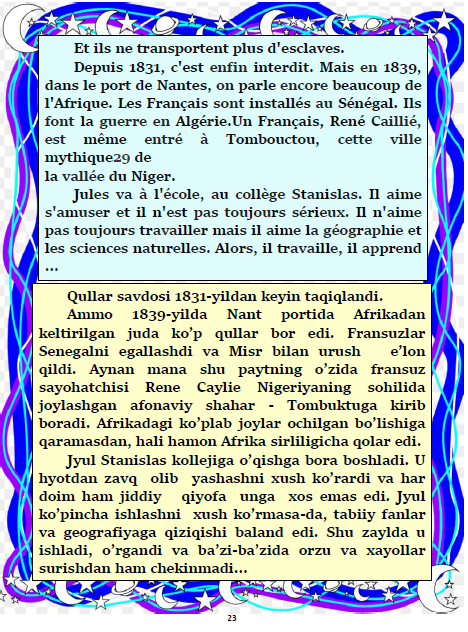 Et ils ne transportent plus d'esclaves.
Depuis 1831, c'est enfin interdit. Mais en 1839,
dans le port de Nantes, on parle encore beaucoup de
l'Afrique. Les Français sont installés au Sénégal. Ils
font la guerre en Algérie.Un Français, René Caillié,
est même entré à Tombouctou, cette ville
mythique29 de
la vallée du Niger.
Jules va à l'école, au collège Stanislas. Il aime
s'amuser et il n'est pas toujours sérieux. Il n'aime
pas toujours travailler mais il aime la géographie et
les sciences naturelles. Alors, il travaille, il apprend
...
Qullar savdosi 1831-yildan keyin taqiqlandi.
Ammo 1839-yilda Nant portida Afrikadan
keltirilgan juda ko’p qullar bor edi. Fransuzlar
Senegalni egallashdi va Misr bilan urush e’lon
qildi. Aynan mana shu paytning o’zida fransuz
sayohatchisi Rene Caylie Nigeriyaning sohilida
joylashgan afonaviy shahar - Tombuktuga kirib
boradi. Afrikadagi ko’plab joylar ochilgan bo’lishiga
qaramasdan, hali hamon Afrika sirliligicha qolar edi.
Jyul Stanislas kollejiga o’qishga bora boshladi. U
hyotdan zavq olib yashashni xush ko’rardi va har
doim ham jiddiy qiyofa unga xos emas edi. Jyul
ko’pincha ishlashni xush ko’rmasa-da, tabiiy fanlar
va geografiyaga qiziqishi baland edi. Shu zaylda u
ishladi, o’rgandi va ba’zi-ba’zida orzu va xayollar
surishdan ham chekinmadi...
23